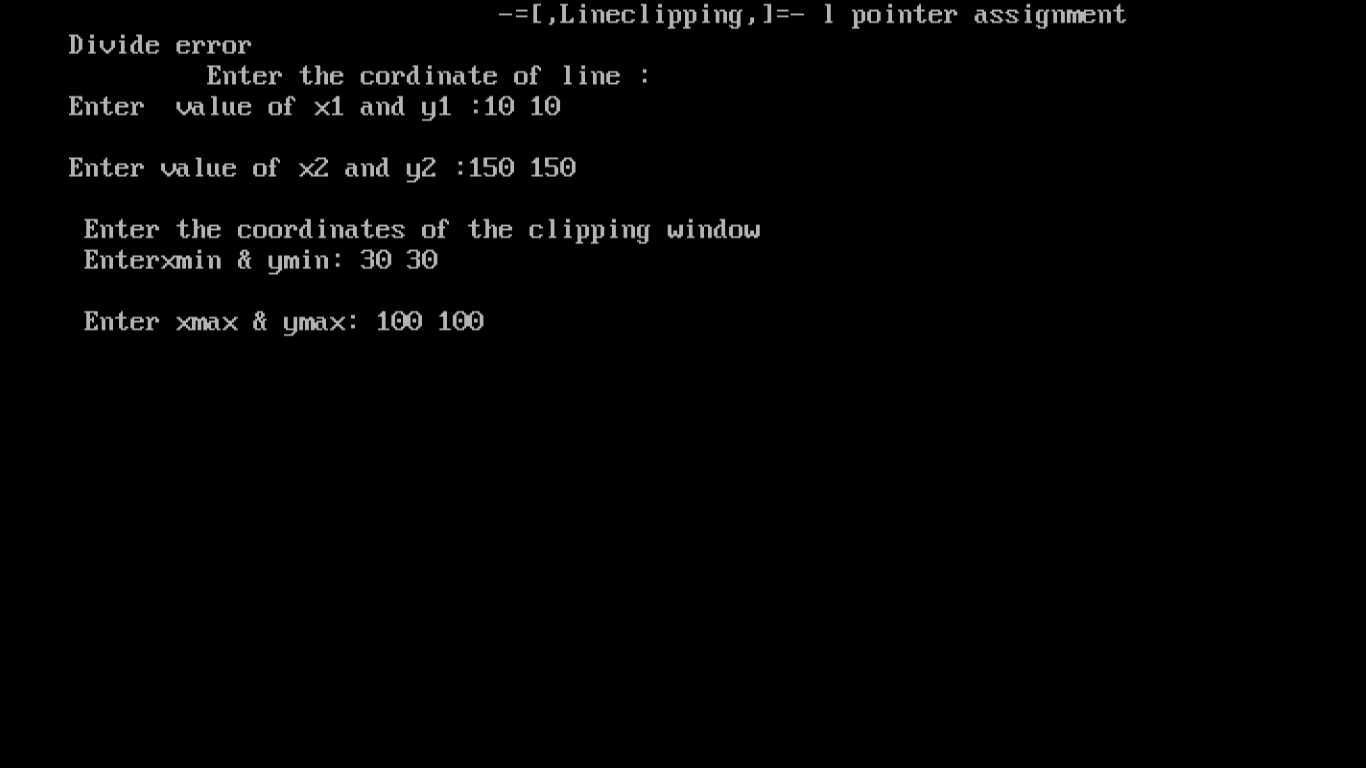 -=[,Lineclipping,]=- l pointer assignment
Divide error
Enter the cordinate of line :
Enter  value of x1 and y1 :10 10
Enter value of x2 and y2 :150 150
Enter the coordinates of the clipping window
Enterxmin & ymin: 30 30
Enter xmax & ymax: 100 100